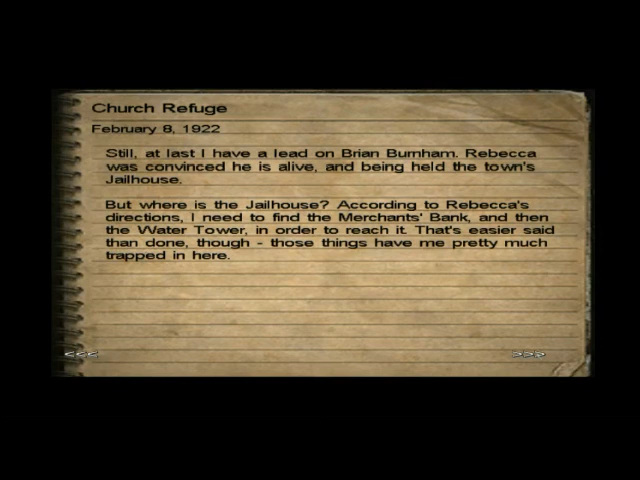 Church Refuge
February 8, 1922
Still, at last I have a lead on Brian Burnham. Rebecca
was convinced he is alive, and being held the town's
Jailhouse.
But where is the Jailhouse? According to Rebecca's
directions, I need to find the Merchants' Bank, and then
the Water Tower, in order to reach it. That's easier said
than done, though - those things have me pretty much
trapped in here.
<<< >>>